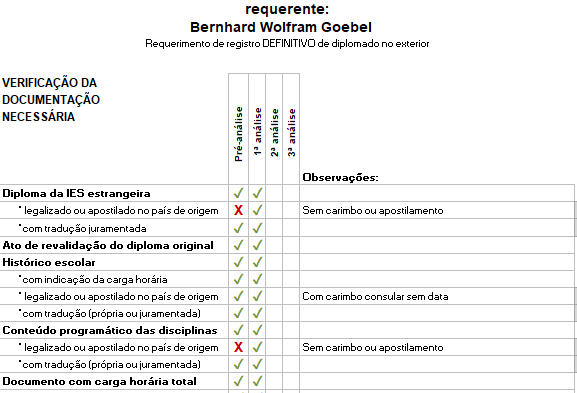 requerente:
Bernhard Wolfram Goebel
Requerimento de registro DEFINITIVO de diplomado no exterior
VERIFICAÇÃO DA
DOCUMENTAÇÃO
NECESSÁRIA
Pré-análise
1ª análise
2ª análise
3ª análise
Observações:
Diploma da IES estrangeira ✓ ✓
* legalizado ou apostilado no país de origem X ✓ Sem carimbo ou apostilamento
*com tradução juramentada ✓ ✓
Ato de revalidação do diploma original ✓ ✓
Histórico escolar ✓ ✓
*com indicação da carga horária ✓ ✓
* legalizado ou apostilado no país de origem ✓ ✓ Com carimbo consular sem data
*com tradução (própria ou juramentada) ✓ ✓
Conteúdo programático das disciplinas ✓ ✓
* legalizado ou apostilado no país de origem X ✓ Sem carimbo ou apostilamento
*com tradução (própria ou juramentada) ✓ ✓
Documento com carga horária total ✓ ✓